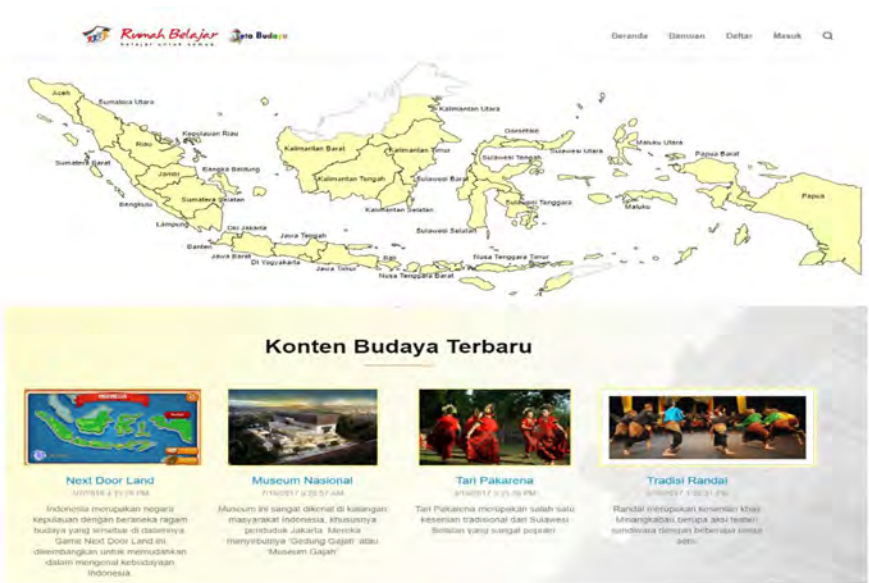 Rumah Belajar
belajar untuk semua
Peta Budaya
Beranda Daftar Masuk
Aceh
Sumatera Utara
Riau
Kepulauan Riau
Sumatera Barat
Jambi
Bangka Belitung
Bengkulu
Sumatera Selatan
Lampung
DKI Jakarta
Banten
Jawa Barat
Jawa Tengah
DI Yogyakarta
Jawa Timur
Bali
Nusa Tenggara Barat
Nusa Tenggara Timur
Kalimantan Utara
Kalimantan Barat
Kalimantan Timur
Kalimantan Tengah
Kalimantan Selatan
Gorontalo
Sulawesi Tengah
Sulawesi Utara
Sulawesi Barat
Sulawesi Tenggara
Sulawesi Selatan
Maluku Utara
Maluku
Papua Barat
Papua
Konten Budaya Terbaru
INDONESIA
Next Door Land
Indonesia merupakan negara
kepulauan dengan beraneka ragam
budaya yang tersebar di dalamnya.
Game Next Door Land ini
dikembangkan untuk memudahkan
dalam mengenal kebudayaan
Indonesia
Museum Nasional
Museum ini sangat dikenal di kalangan
masyarakat Indonesia, khususnya
penduduk Jakarta. Mereka
menyebutnya 'Gedung Gajah' atau
'Museum Gajah'
Tari Pakarena
Tari Pakarena merupakan salah satu
kesenian tradisional dari Sulawesi
Selatan yang sangat populer
Tradisi Randai
Randai merupakan kesenian khas
Minangkabau berupa aksi teater/
sandiwara dengan beberapa unsur
seni